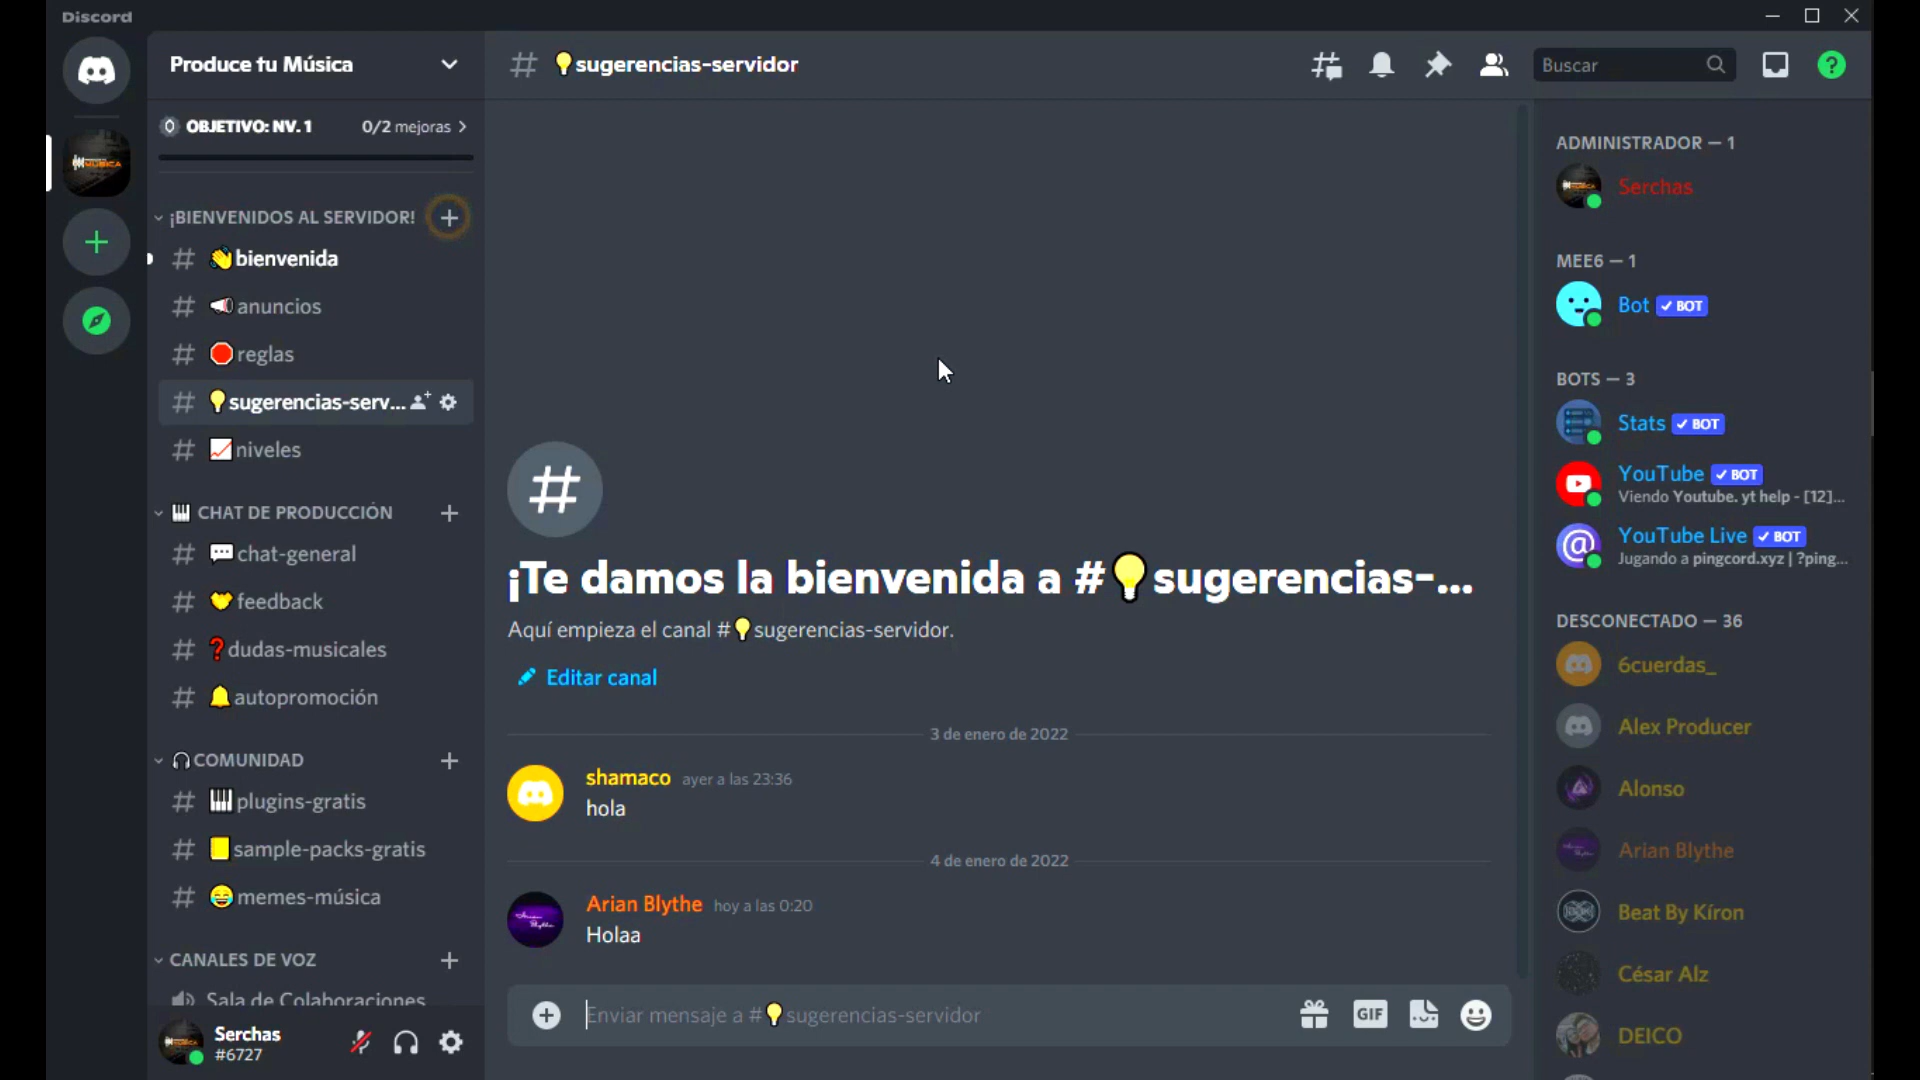 Discord
Produce tu Música
OBJETIVO: NV. 1 0/2 mejoras
¡BIENVENIDOS AL SERVIDOR!
bienvenida
anuncios
reglas
sugerencias-serv...
niveles
CHAT DE PRODUCCIÓN
chat-general
feedback
dudas-musicales
autopromoción
COMUNIDAD
plugins-gratis
sample-packs-gratis
memes-música
CANALES DE VOZ
Sala de Colaboraciones
Serchas
#6727
# sugerencias-servidor
Buscar
¡Te damos la bienvenida a #💡sugerencias-...
Aquí empieza el canal #💡sugerencias-servidor.
Editar canal
3 de enero de 2022
shamaco ayer a las 23:36
hola
4 de enero de 2022
Arian Blythe hoy a las 0:20
Holaa
Enviar mensaje a #💡sugerencias-servidor
GIF
ADMINISTRADOR — 1
Serchas
MEE6 — 1
Bot ✓ BOT
BOTS — 3
Stats ✓ BOT
YouTube ✓ BOT
Viendo Youtube. yt help - [12]...
YouTube Live ✓ BOT
Jugando a pingcord.xyz | ?ping...
DESCONECTADO — 36
6cuerdas_
Alex Producer
Alonso
Arian Blythe
Beat By Kíron
César Alz
DEICO